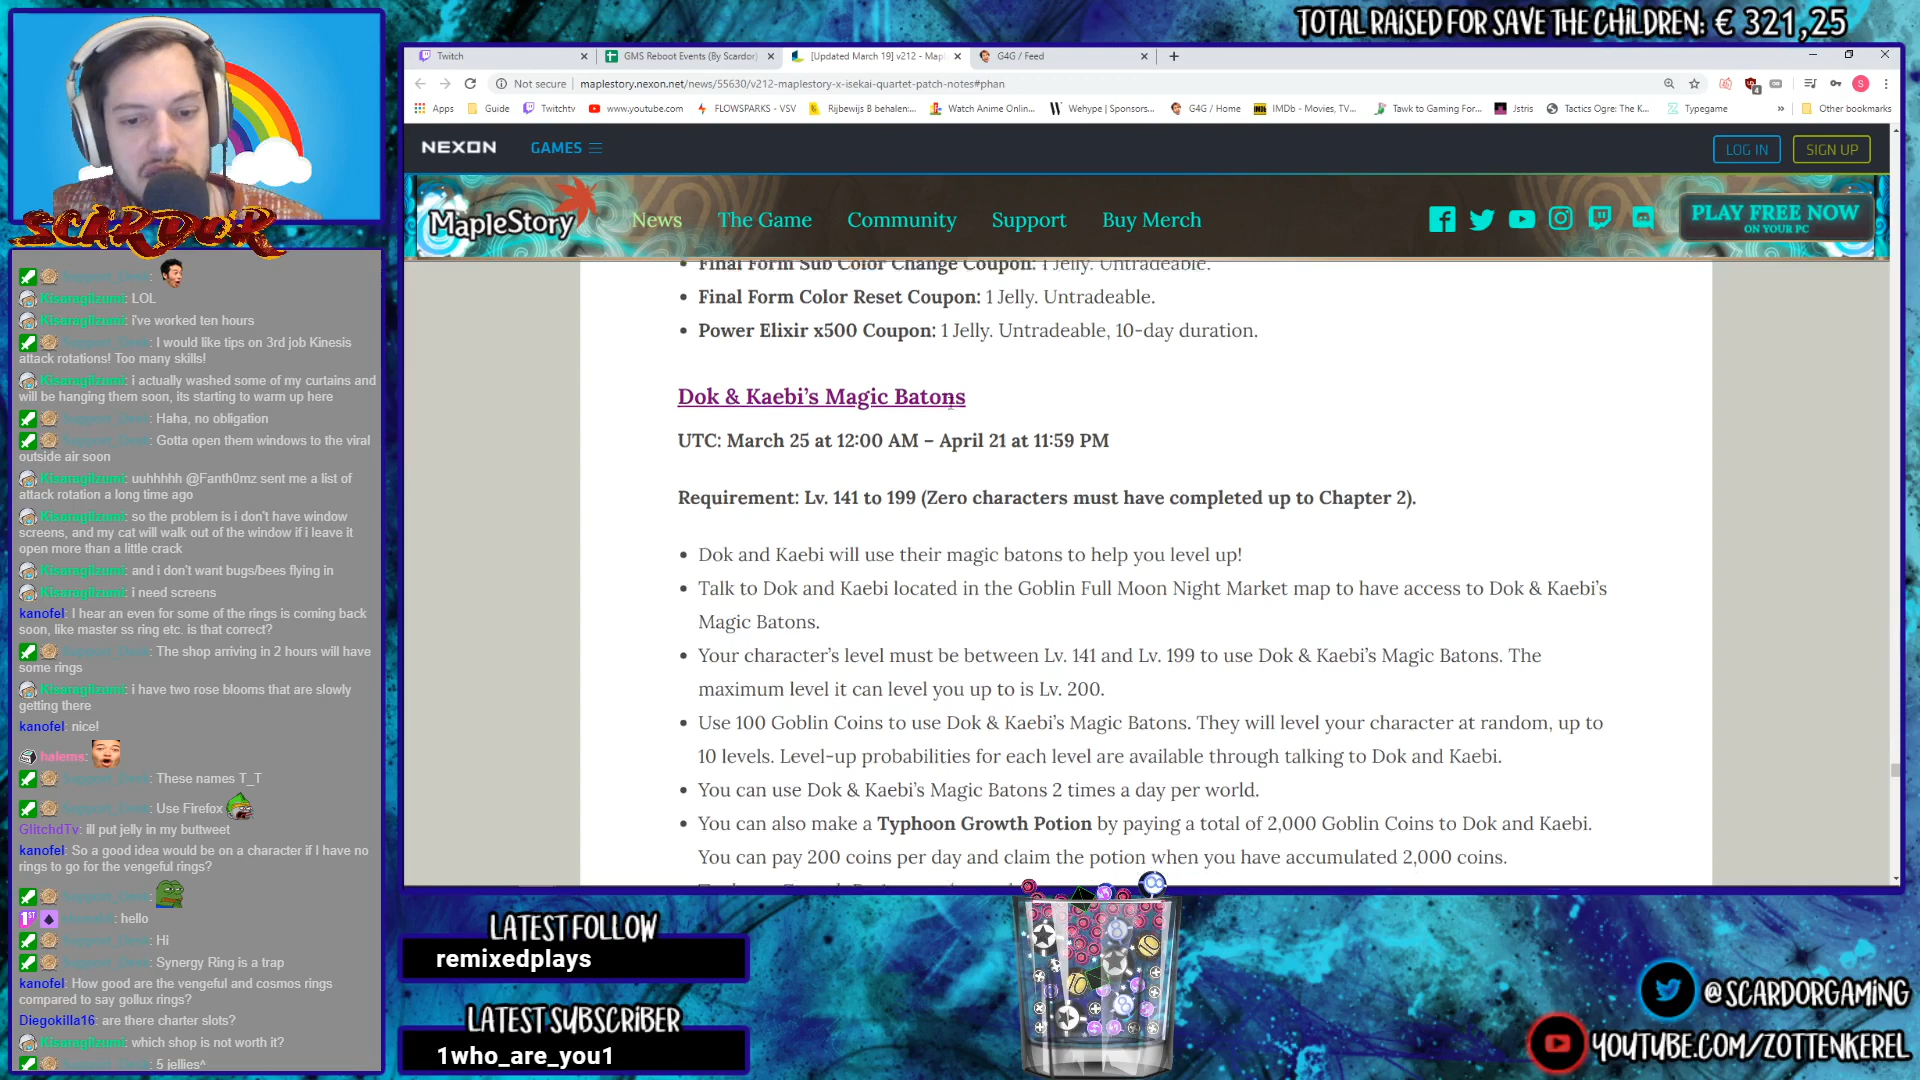 TOTAL RAISED FOR SAVE THE CHILDREN: € 321,25
Twitch
GMS Reboot Events (By Scardor)
[Updated March 19] v212 - Mapl
G4G / Feed
Not secure
maplestory.nexon.net/news/55630/v212-maplestory-x-isekai-quartet-patch-notes#phan
Apps
Guide
Twitchtv
www.youtube.com
FLOWSPARKS - VSV
Rijbewijs B behalen:...
Watch Anime Online...
Wehype | Sponsors...
G4G / Home
IMDb - Movies, TV...
Tawk to Gaming For...
Jstris
Tactics Ogre: The K...
Typegame
»
Other bookmarks
NEXON
GAMES
LOG IN
SIGN UP
MapleStory
News
The Game
Community
Support
Buy Merch
PLAY FREE NOW
ON YOUR PC
Final Form Sub Color Change Coupon: 1 Jelly. Untradeable.
Final Form Color Reset Coupon: 1 Jelly. Untradeable.
Power Elixir x500 Coupon: 1 Jelly. Untradeable, 10-day duration.
Dok & Kaebi's Magic Batons
UTC: March 25 at 12:00 AM – April 21 at 11:59 PM
Requirement: Lv. 141 to 199 (Zero characters must have completed up to Chapter 2).
Dok and Kaebi will use their magic batons to help you level up!
Talk to Dok and Kaebi located in the Goblin Full Moon Night Market map to have access to Dok & Kaebi's
Magic Batons.
Your character's level must be between Lv. 141 and Lv. 199 to use Dok & Kaebi's Magic Batons. The
maximum level it can level you up to is Lv. 200.
Use 100 Goblin Coins to use Dok & Kaebi's Magic Batons. They will level your character at random, up to
10 levels. Level-up probabilities for each level are available through talking to Dok and Kaebi.
You can use Dok & Kaebi's Magic Batons 2 times a day per world.
You can also make a Typhoon Growth Potion by paying a total of 2,000 Goblin Coins to Dok and Kaebi.
You can pay 200 coins per day and claim the potion when you have accumulated 2,000 coins.
SCARDOR
KisaragiIzumi: LOL
KisaragiIzumi: i've worked ten hours
: I would like tips on 3rd job Kinesis
attack rotations! Too many skills!
KisaragiIzumi: i actually washed some of my curtains and
will be hanging them soon, its starting to warm up here
: Haha, no obligation
: Gotta open them windows to the viral
outside air soon
KisaragiIzumi: uuhhhhh @Fanth0mz sent me a list of
attack rotation a long time ago
KisaragiIzumi: so the problem is i don't have window
screens, and my cat will walk out of the window if i leave it
open more than a little crack
KisaragiIzumi: and i don't want bugs/bees flying in
KisaragiIzumi: i need screens
kanofel: I hear an even for some of the rings is coming back
soon, like master ss ring etc. is that correct?
: The shop arriving in 2 hours will have
some rings
KisaragiIzumi: i have two rose blooms that are slowly
getting there
kanofel: nice!
halems:
: These names T_T
: Use Firefox
GlitchdTv: ill put jelly in my buttweet
kanofel: So a good idea would be on a character if I have no
rings to go for the vengeful rings?
1ST : hello
: Hi
: Synergy Ring is a trap
kanofel: How good are the vengeful and cosmos rings
compared to say gollux rings?
Diegokilla16: are there charter slots?
KisaragiIzumi: which shop is not worth it?
: 5 jellies^
LATEST FOLLOW
remixedplays
LATEST SUBSCRIBER
1who_are_you1
@SCARDORGAMING
YOUTUBE.COM/ZOTTENKEREL